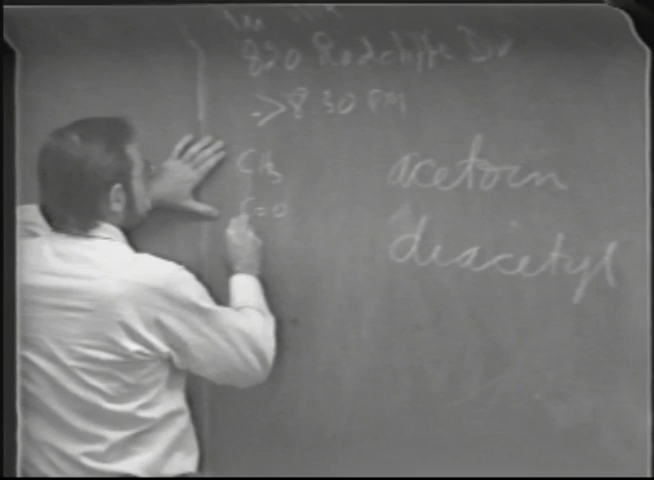 820 Radcliffe Dr
-> 8:30 PM
CH3
C=O
acetoin
diacetyl